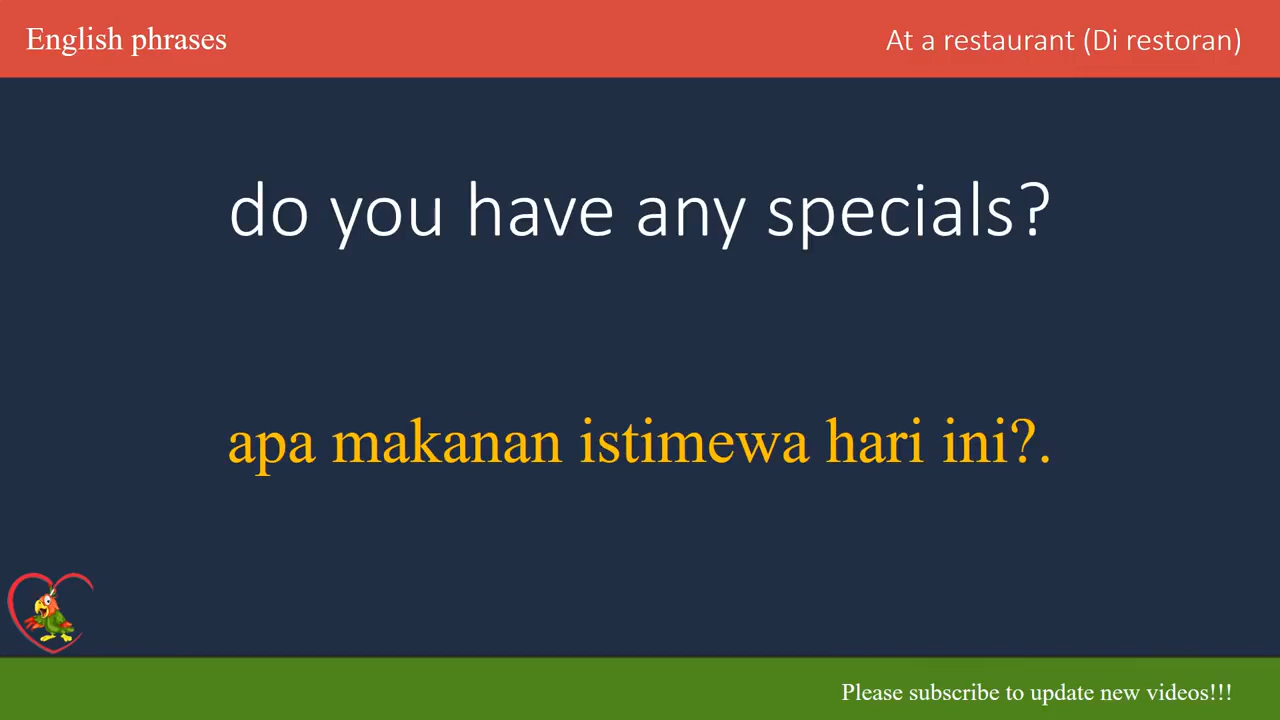 English phrases
At a restaurant (Di restoran)
do you have any specials?
apa makanan istimewa hari ini?.
Please subscribe to update new videos!!!